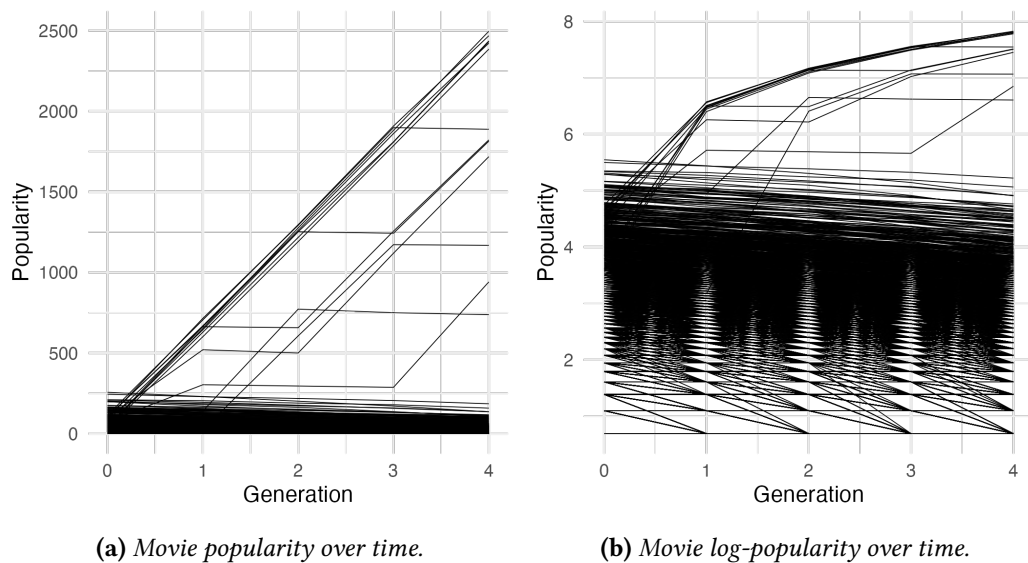 2500
2000
1500
1000
500
0
Popularity
0 1 2 3 4
Generation
(a) Movie popularity over time.
8
6
4
2
Popularity
0 1 2 3 4
Generation
(b) Movie log-popularity over time.